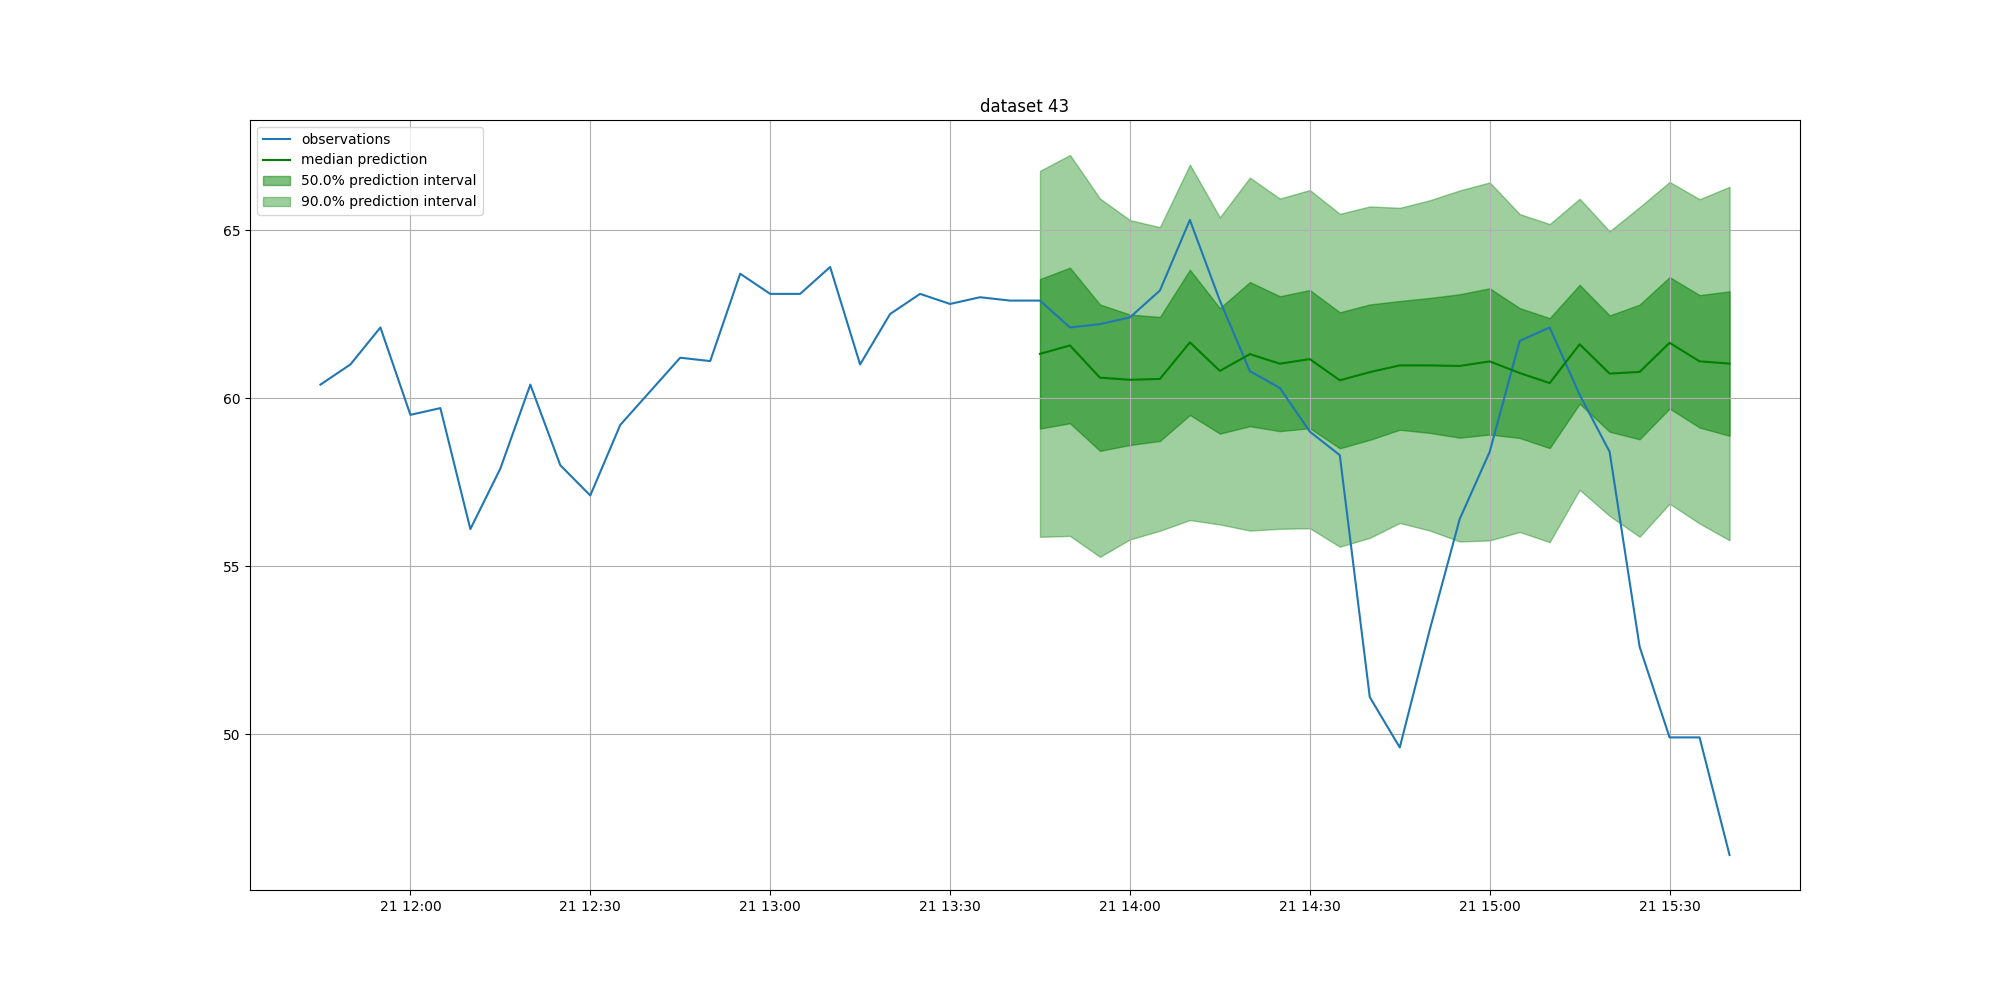 dataset 43
observations
median prediction
50.0% prediction interval
90.0% prediction interval
65
60
55
50
21 12:00
21 12:30
21 13:00
21 13:30
21 14:00
21 14:30
21 15:00
21 15:30